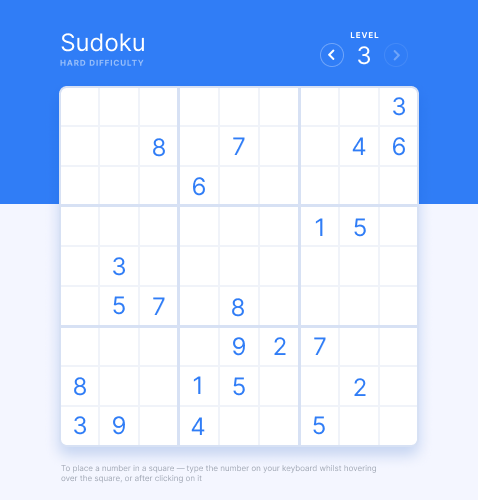 Sudoku
HARD DIFFICULTY
LEVEL
3
3
8 7 4 6
6
1 5
3
5 7 8
9 2 7
8 1 5 2
3 9 4 5
To place a number in a square — type the number on your keyboard whilst hovering
over the square, or after clicking on it